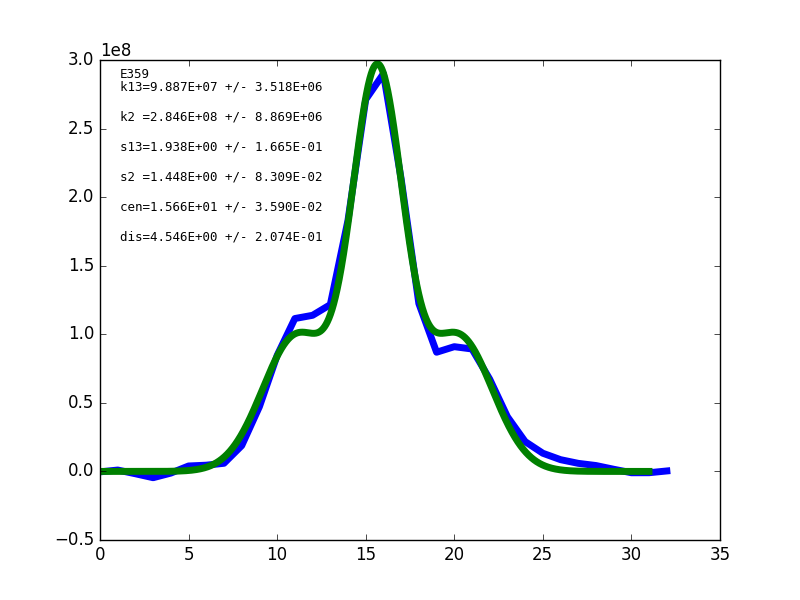 1e8
3.0
E359
k13=9.887E+07 +/- 3.518E+06
k2 =2.846E+08 +/- 8.869E+06
2.5
s13=1.938E+00 +/- 1.665E-01
s2 =1.448E+00 +/- 8.309E-02
2.0
cen=1.566E+01 +/- 3.590E-02
dis=4.546E+00 +/- 2.074E-01
1.5
1.0
0.5
0.0
−0.5
0 5 10 15 20 25 30 35